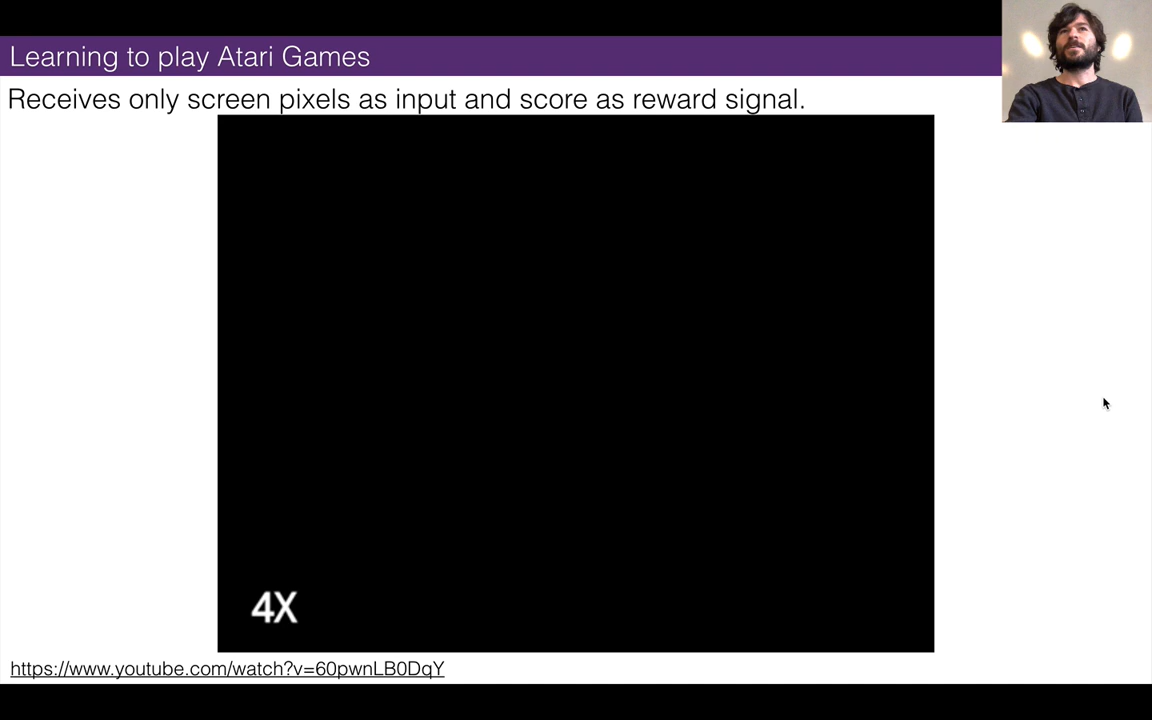 Learning to play Atari Games
Receives only screen pixels as input and score as reward signal.
4X
https://www.youtube.com/watch?v=60pwnLB0DqY